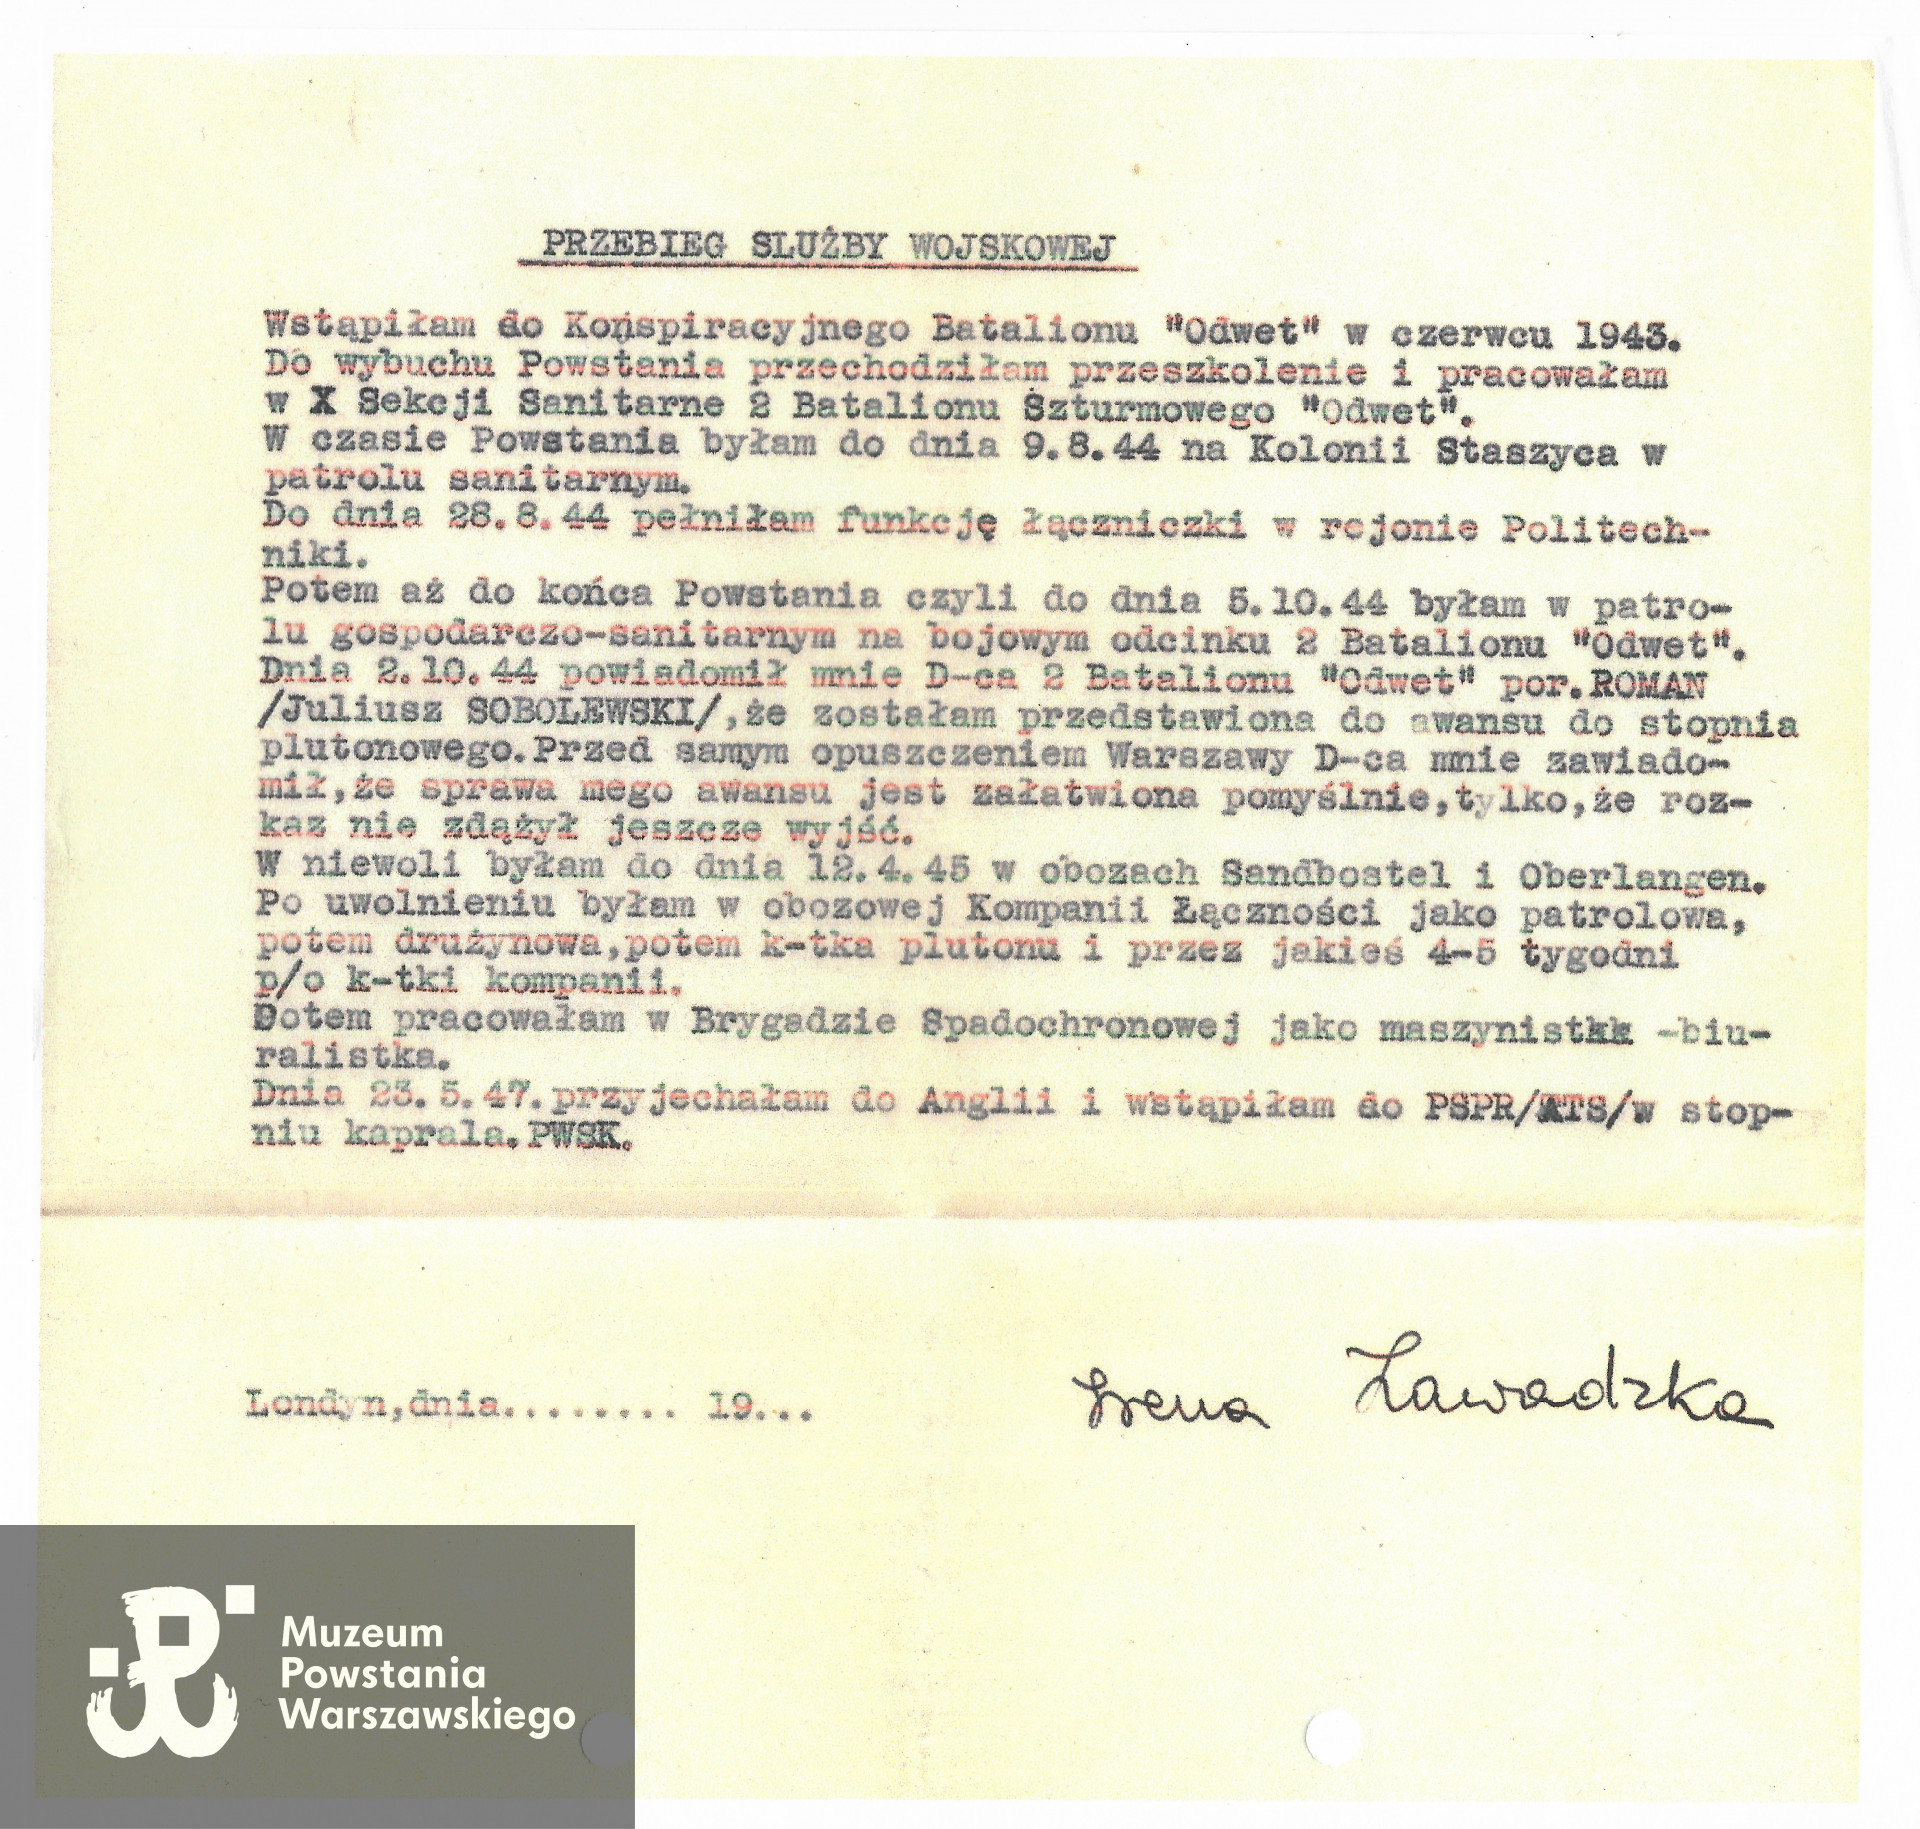 PRZEBIEG SLUŻBY WOJSKOWEJ
Wstąpiłam do Konspiracyjnego Batalionu "Odwet" w czerwcu 1943.
Do wybuchu Powstania przechodziłam przeszkolenie i pracowałam
w X Sekcji Sanitarne 2 Batalionu Szturmowego "Odwet".
W czasie Powstania byłam do dnia 9.8.44 na Kolonii Staszyca w
patrolu sanitarnym.
Do dnia 28.8.44 pełniłam funkcję łączniczki w rejonie Politech-
niki.
Potem aż do końca Powstania czyli do dnia 5.10.44 byłam w patro-
lu gospodarczo-sanitarnym na bojowym odcinku 2 Batalionu "Odwet".
Dnia 2.10.44 powiadomił mnie D-ca 2 Batalionu "Odwet" por.ROMAN
/Juliusz SOBOLEWSKI/,że zostałam przedstawiona do awansu do stopnia
plutonowego.Przed samym opuszczeniem Warszawy D-ca mnie zawiado-
mił,że sprawa mego awansu jest załatwiona pomyślnie,tylko,że roz-
kaz nie zdążył jeszcze wyjść.
W niewoli byłam do dnia 12.4.45 w obozach Sandbostel i Oberlangen.
Po uwolnieniu byłam w obozowej Kompanii Łączności jako patrolowa,
potem drużynowa,potem k-tka plutonu i przez jakieś 4-5 tygodni
p/o k-tki kompanii.
Potem pracowałam w Brygadzie Spadochronowej jako maszynistkk -biu-
ralistka.
Dnia 23.5.47.przyjechałam do Anglii i wstąpiłam do PSPR/ATS/w stop-
niu kaprala.PWSK.
Londyn,dnia........ 19...
Irena Zawadzka
Muzeum
Powstania
Warszawskiego